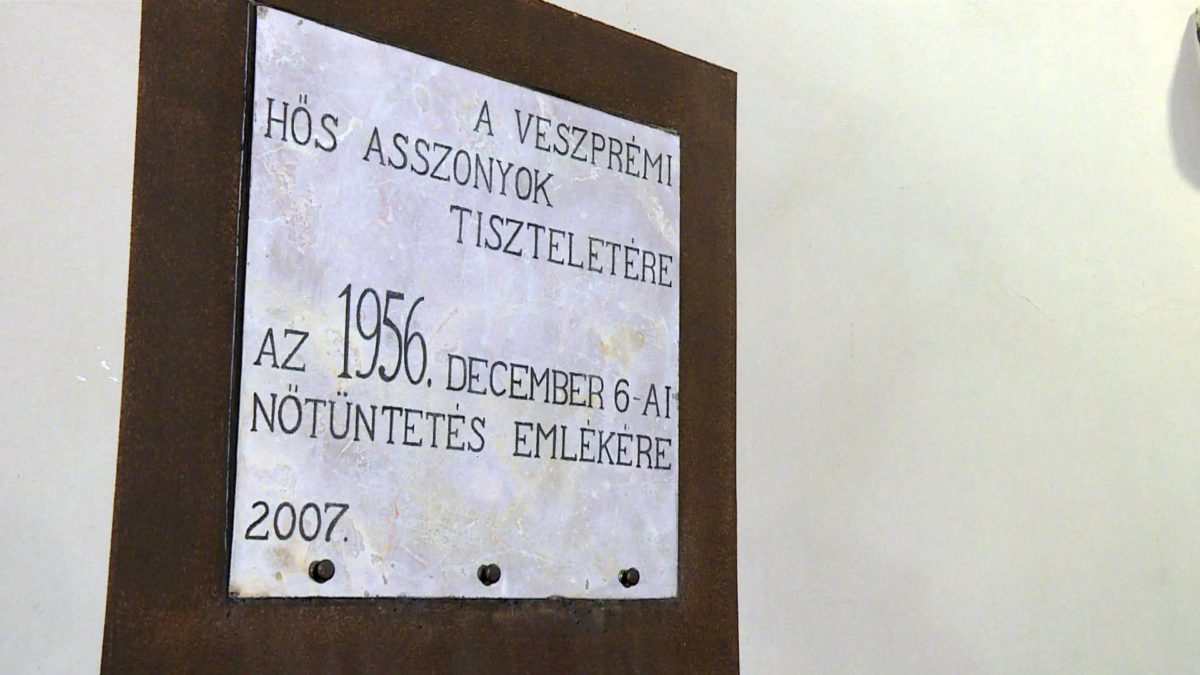 A VESZPRÉMI
HŐS ASSZONYOK
TISZTELETÉRE
AZ 1956. DECEMBER 6-AI
NŐTÜNTETÉS EMLÉKÉRE
2007.